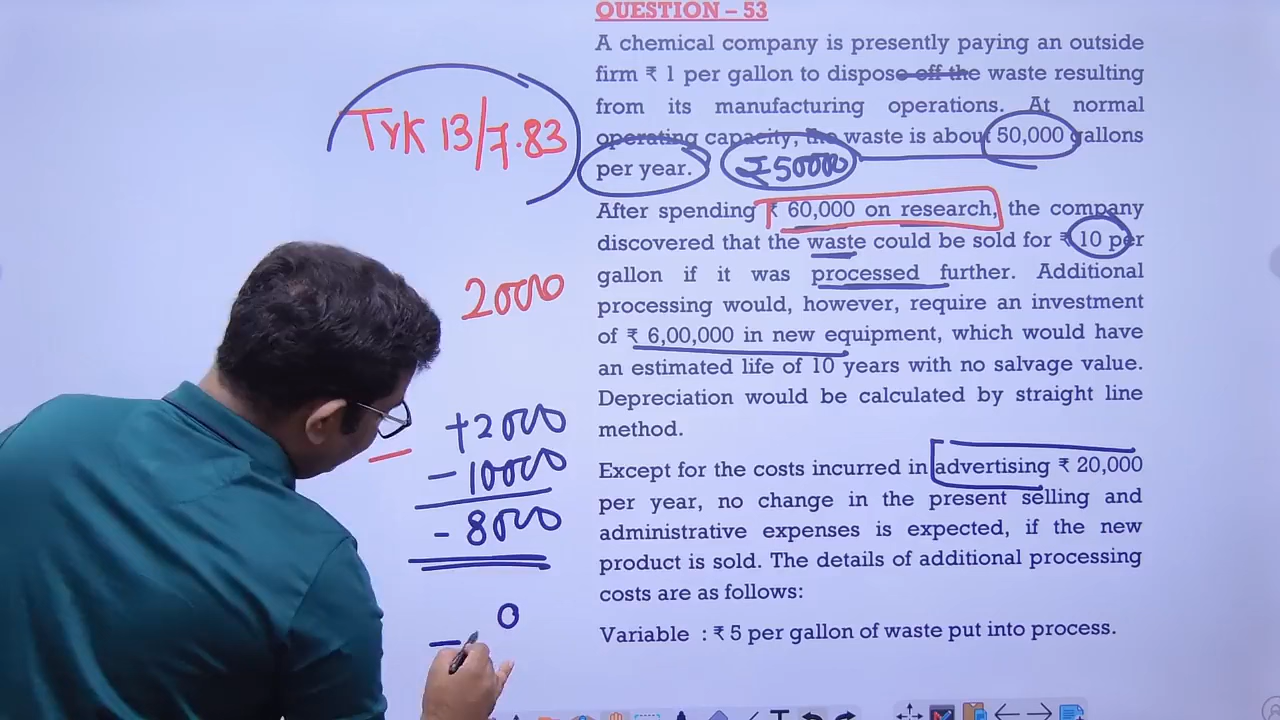 QUESTION – 53
A chemical company is presently paying an outside
firm ₹ 1 per gallon to dispose off the waste resulting
from its manufacturing operations. At normal
operating capacity, the waste is about 50,000 gallons
per year. ₹50000
After spending ₹ 60,000 on research, the company
discovered that the waste could be sold for ₹ 10 per
gallon if it was processed further. Additional
processing would, however, require an investment
of ₹ 6,00,000 in new equipment, which would have
an estimated life of 10 years with no salvage value.
Depreciation would be calculated by straight line
method.
Except for the costs incurred in advertising ₹ 20,000
per year, no change in the present selling and
administrative expenses is expected, if the new
product is sold. The details of additional processing
costs are as follows:
Variable : ₹ 5 per gallon of waste put into process.
TYK 13/7.83
2000
+2000
-10000
-8000
0
-